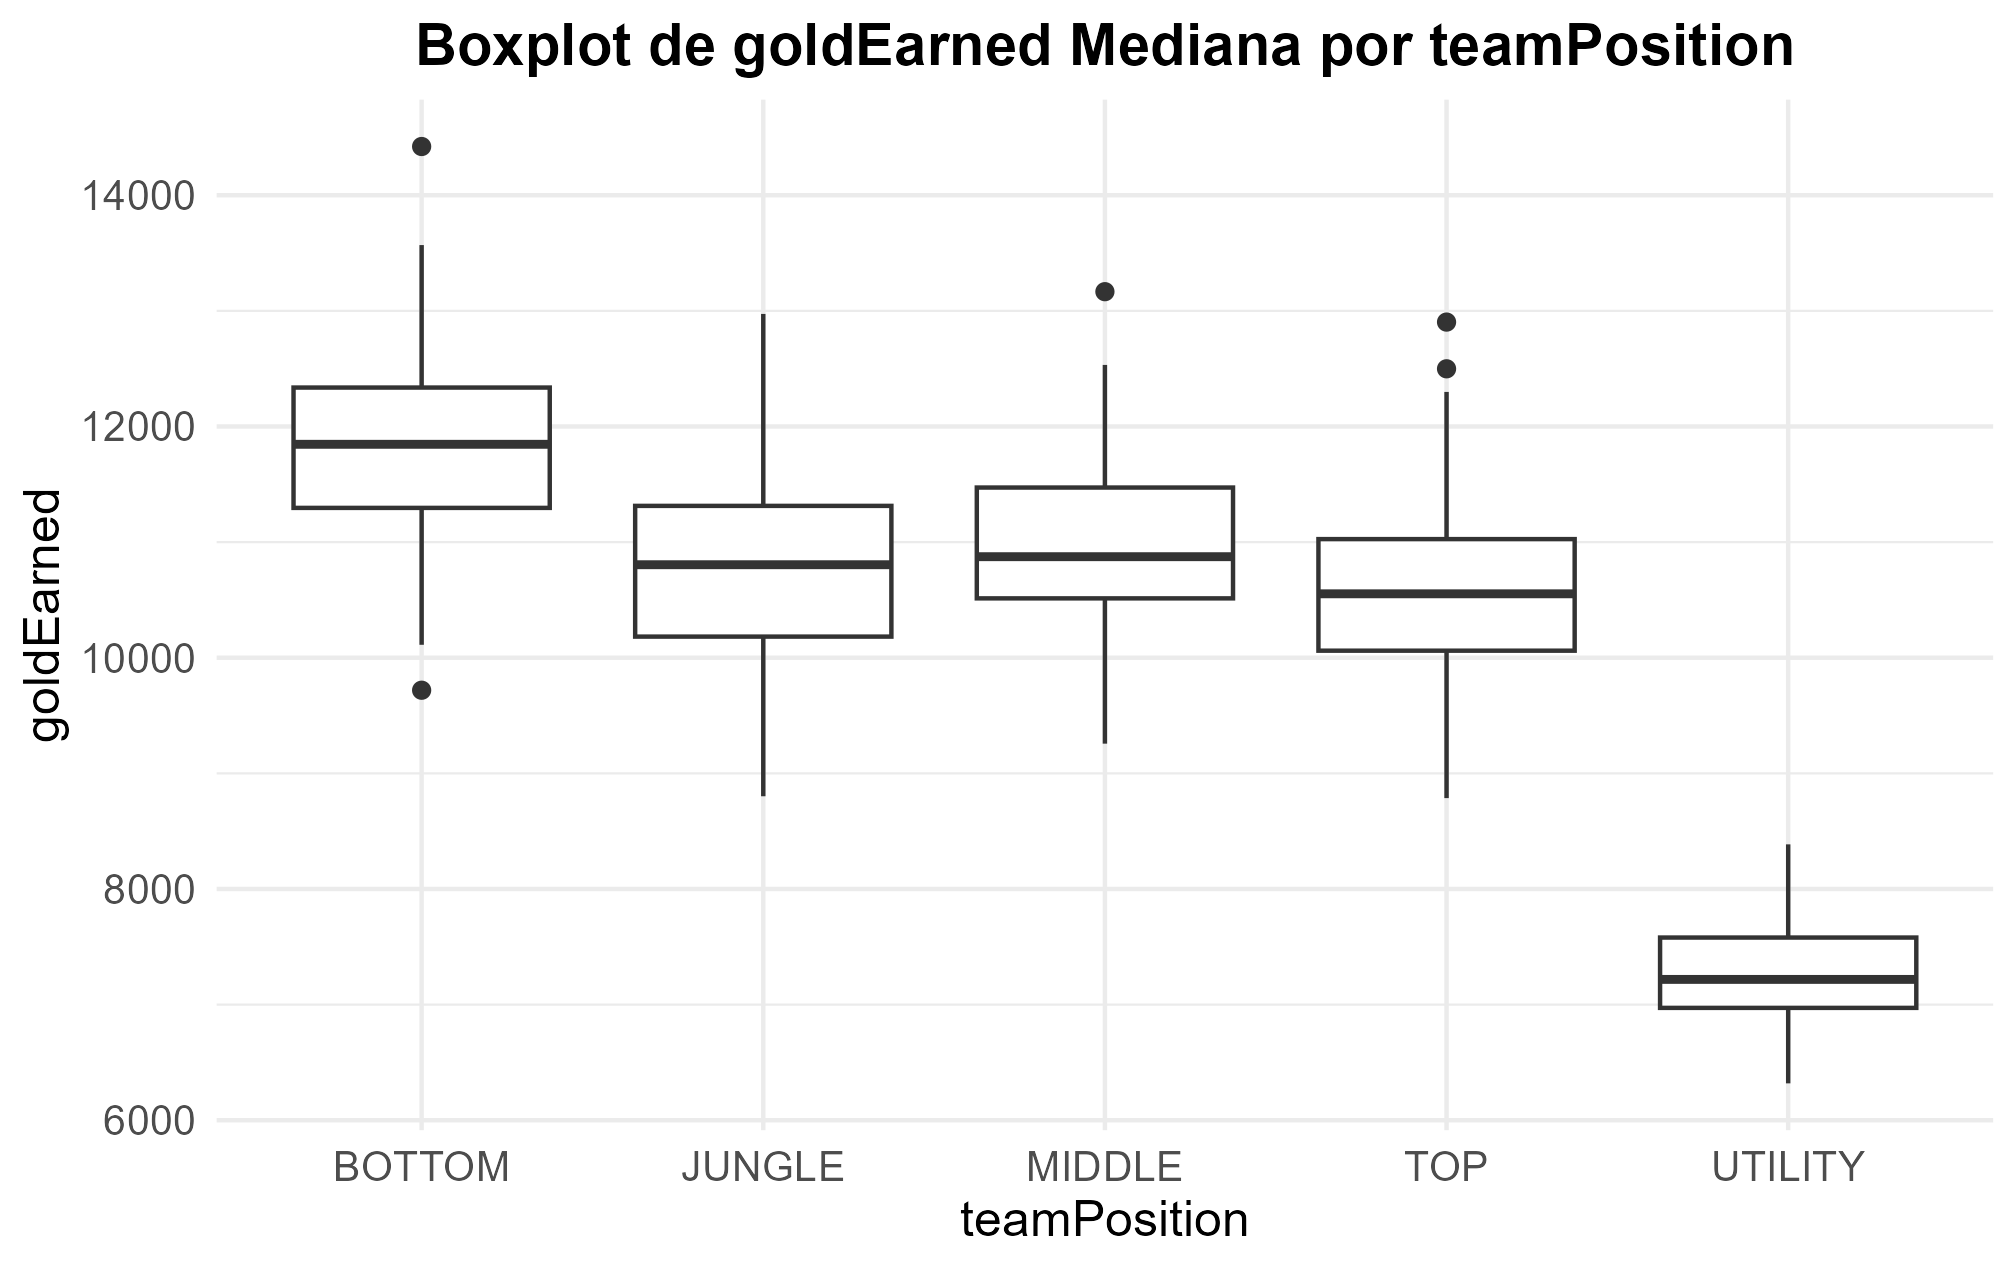 Boxplot de goldEarned Mediana por teamPosition
goldEarned
14000
12000
10000
8000
6000
BOTTOM JUNGLE MIDDLE TOP UTILITY
teamPosition